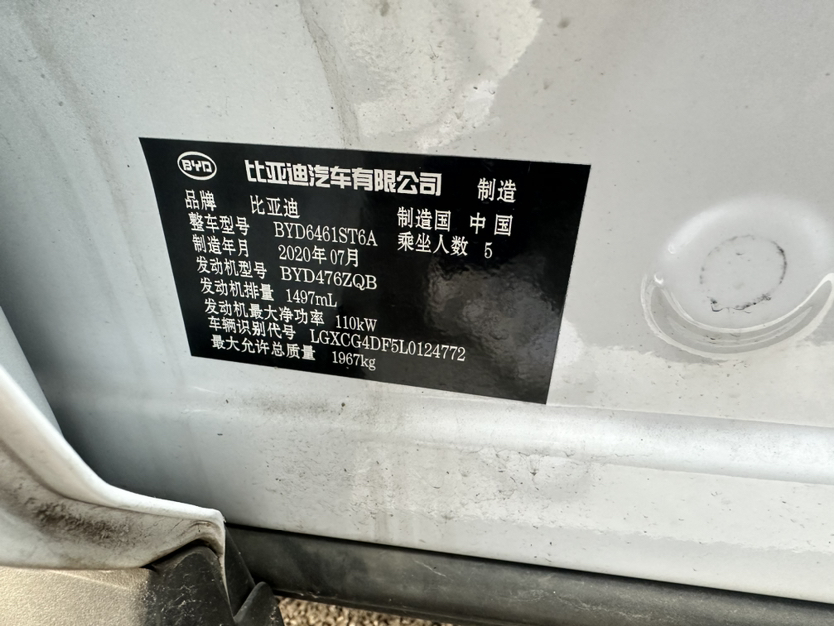 BYD 比亚迪汽车有限公司 制造
品牌 比亚迪 制造国 中国
整车型号 BYD6461ST6A 乘坐人数 5
制造年月 2020年07月
发动机型号 BYD476ZQB
发动机排量 1497mL
发动机最大净功率 110kW
车辆识别代号 LGXCG4DF5L0124772
最大允许总质量 1967kg